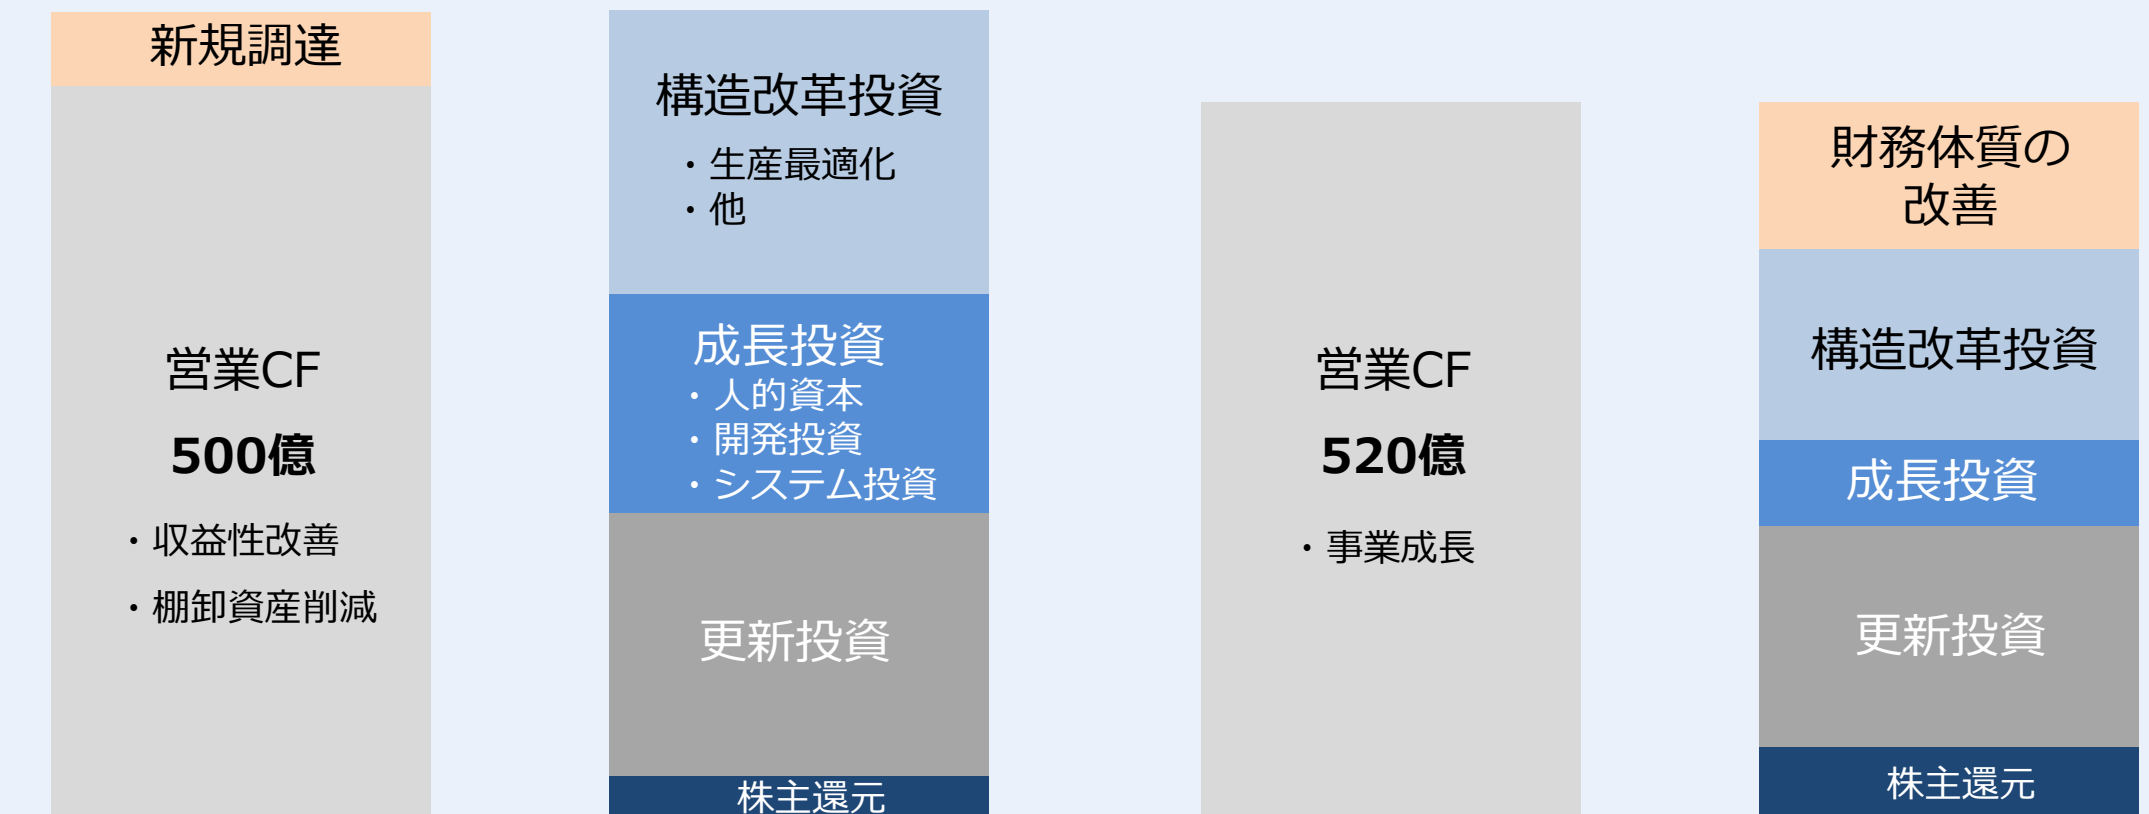 新規調達
営業CF
500億
・収益性改善
・棚卸資産削減
構造改革投資
・生産最適化
・他
成長投資
・人的資本
・開発投資
・システム投資
更新投資
株主還元
営業CF
520億
・事業成長
財務体質の
改善
構造改革投資
成長投資
更新投資
株主還元